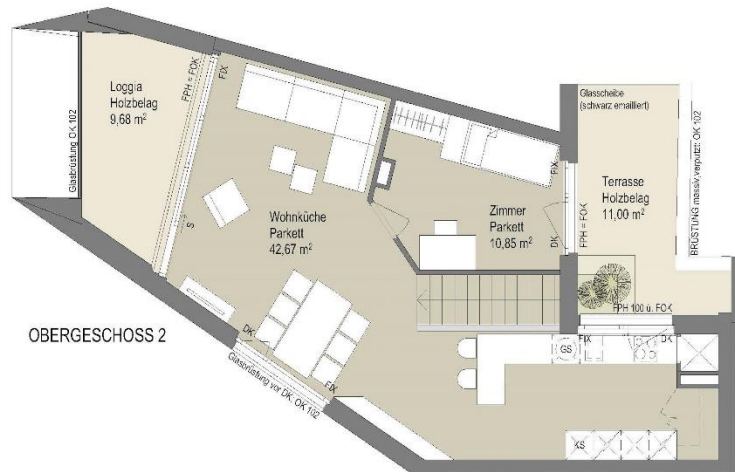 Loggia
Holzbelag
9,68 m²
Glasbrüstung OK 102
FPH = FOK
FIX
S
Wohnküche
Parkett
42,67 m²
Zimmer
Parkett
10,85 m²
FIX
DK
FPH = FOK
Glasscheibe
(schwarz emailliert)
Terrasse
Holzbelag
11,00 m²
BRÜSTUNG massiv,verputzt: OK 102
FPH 100 ü. FOK
OBERGESCHOSS 2
DK
Glasbrüstung vor DK, OK 102
FIX
GS
FIX
DK
KS